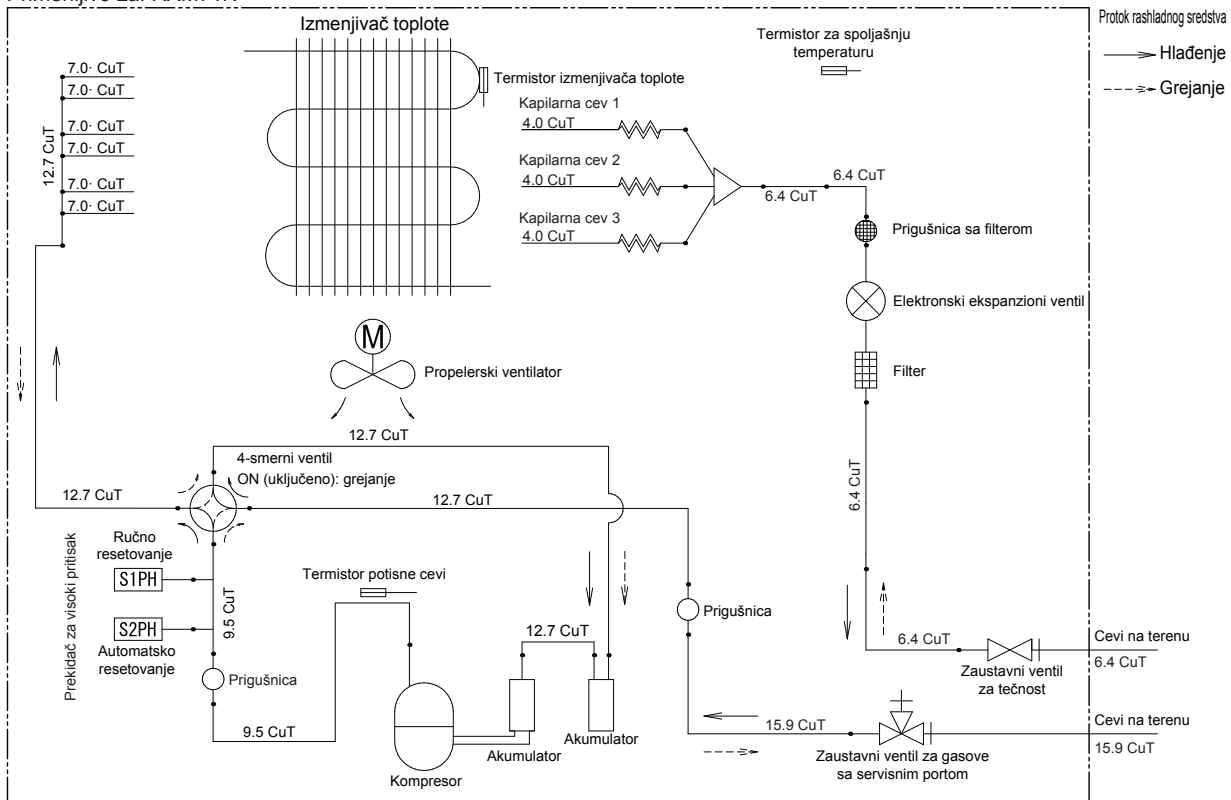 Izmenjivač toplote
Protok rashladnog sredstva
Hlađenje
Grejanje
Termistor za spoljašnju
temperaturu
7.0· CuT
7.0· CuT
7.0· CuT
7.0· CuT
7.0· CuT
7.0· CuT
12.7 CuT
Termistor izmenjivača toplote
Kapilarna cev 1
4.0 CuT
Kapilarna cev 2
4.0 CuT
Kapilarna cev 3
4.0 CuT
6.4 CuT
6.4 CuT
Prigušnica sa filterom
Elektronski ekspanzioni ventil
Filter
M
Propelerski ventilator
12.7 CuT
4-smerni ventil
ON (uključeno): grejanje
12.7 CuT
12.7 CuT
6.4 CuT
Prekidač za visoki pritisak
Ručno
resetovanje
S1PH
S2PH
Automatsko
resetovanje
9.5 CuT
Termistor potisne cevi
Prigušnica
Prigušnica
12.7 CuT
9.5 CuT
Kompresor
Akumulator
Akumulator
6.4 CuT
Zaustavni ventil
za tečnost
Cevi na terenu
6.4 CuT
15.9 CuT
Zaustavni ventil za gasove
sa servisnim portom
Cevi na terenu
15.9 CuT